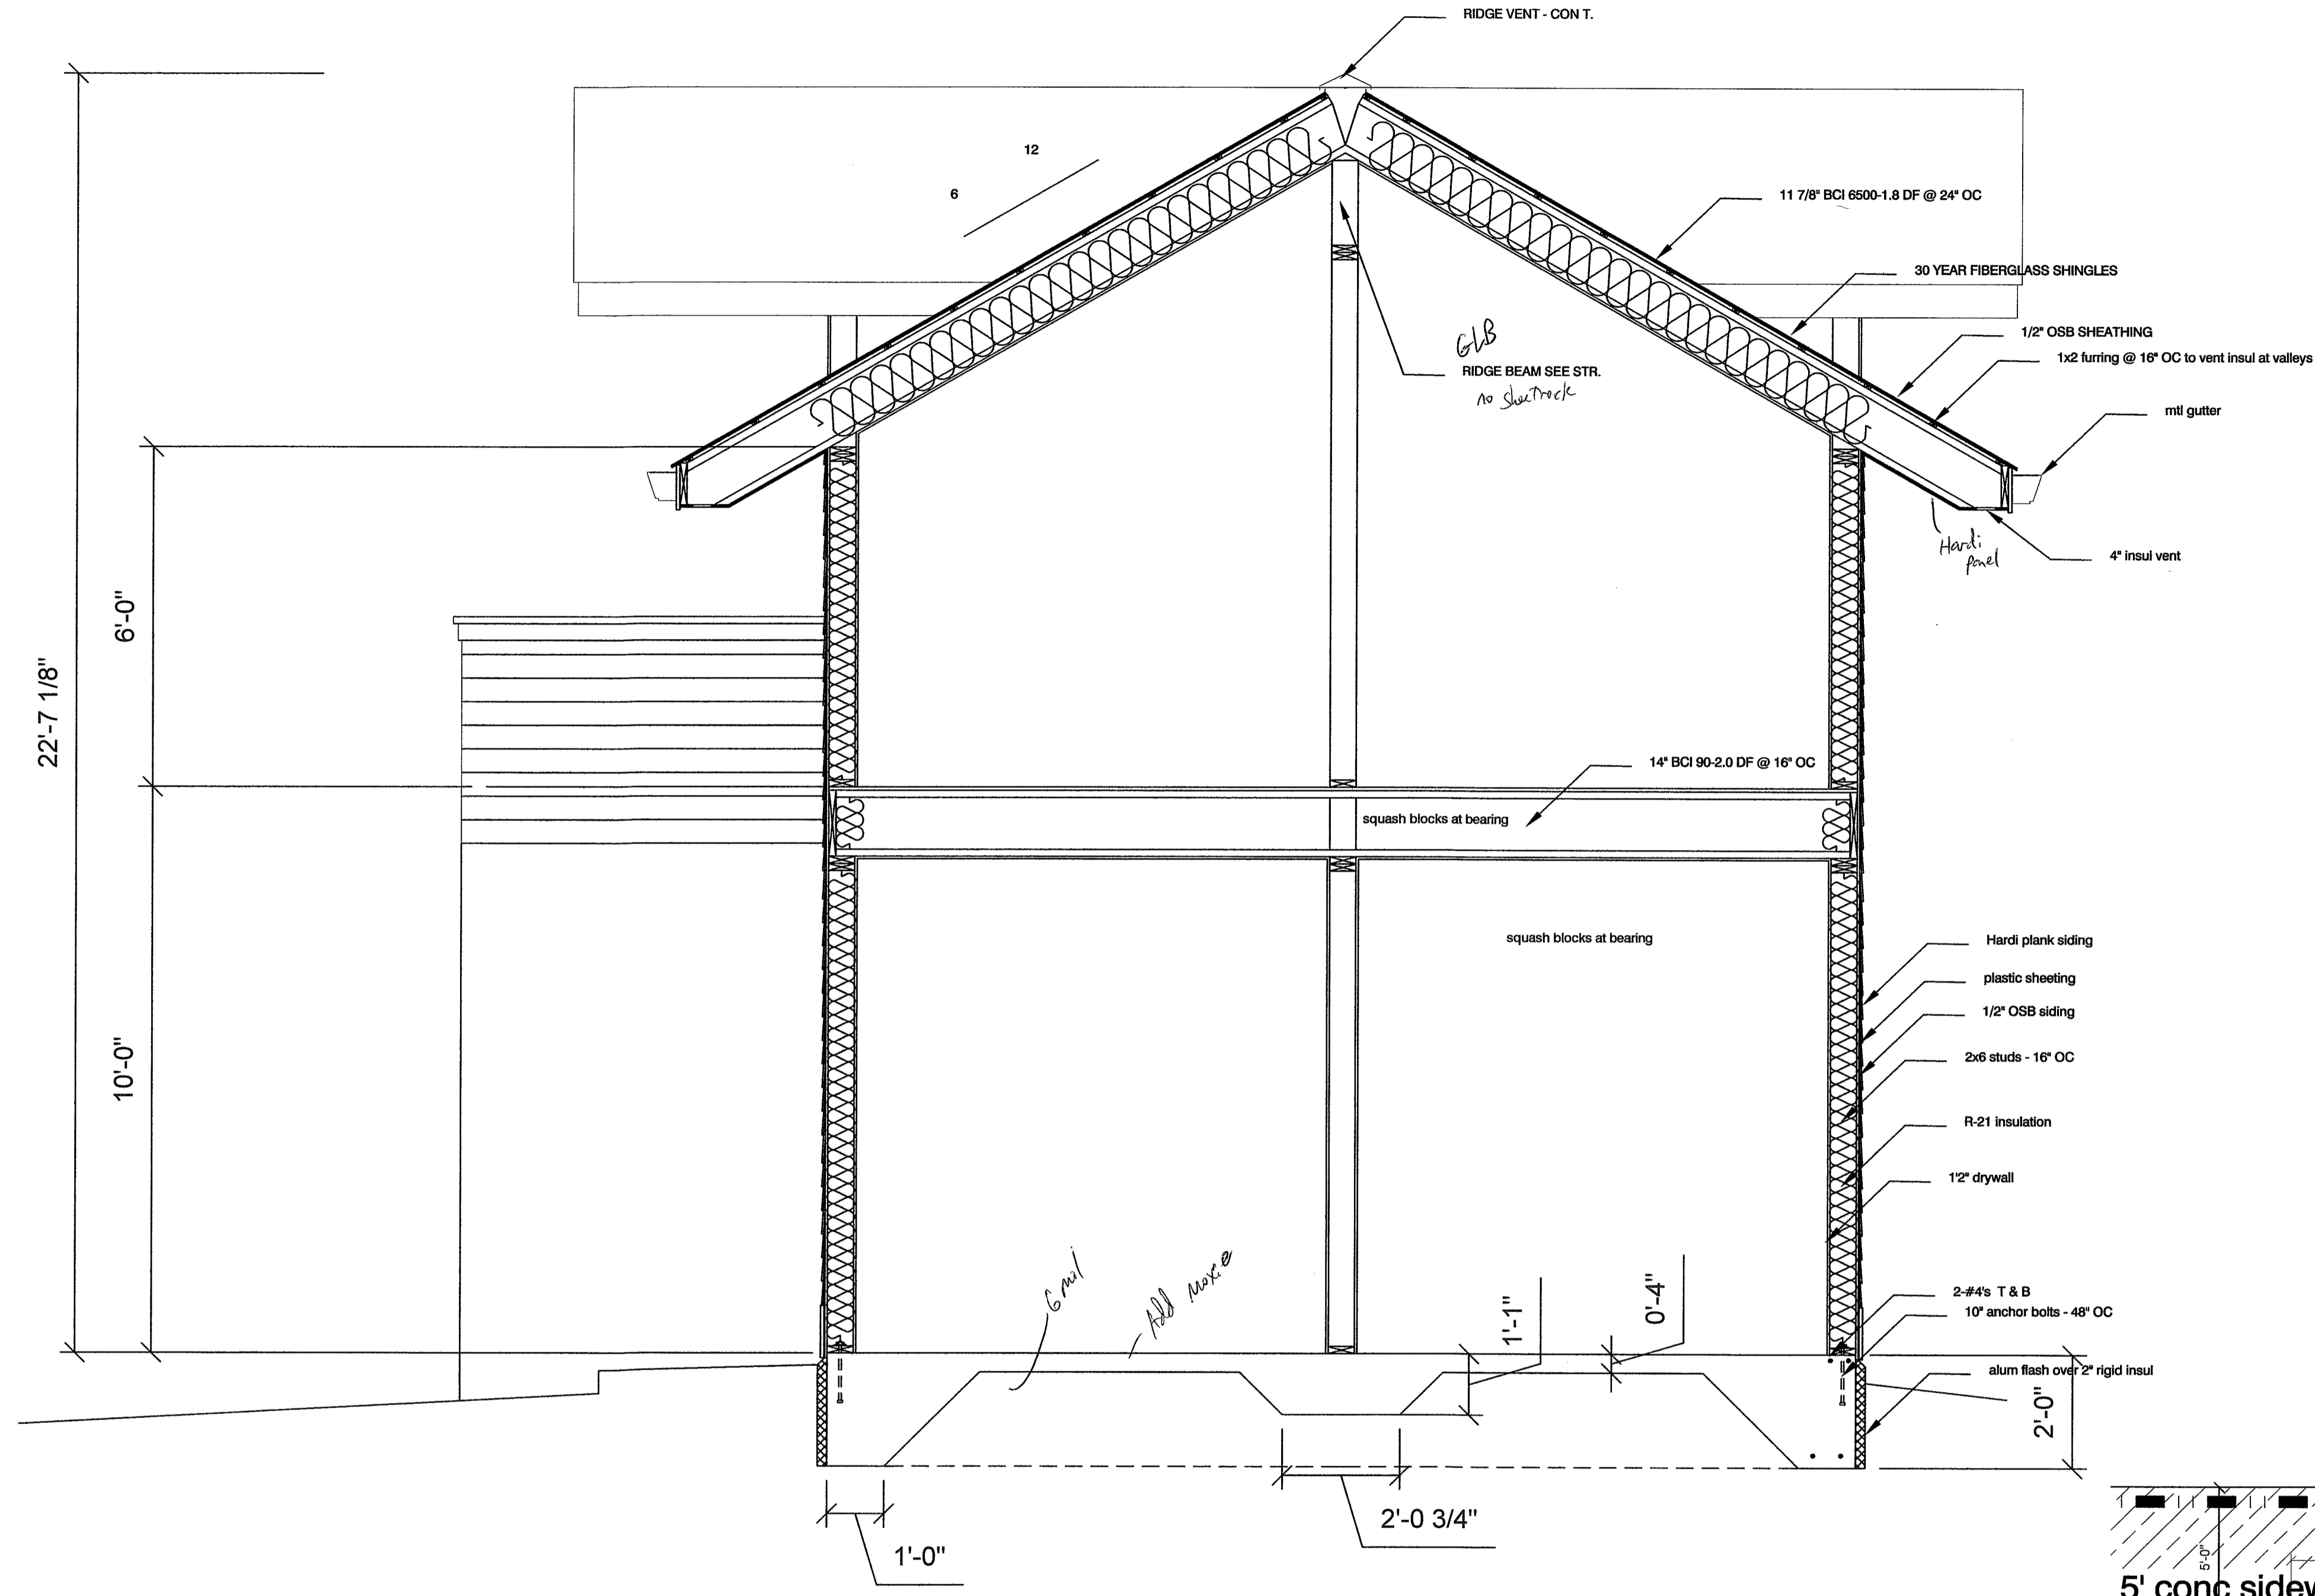 RIDGE VENT - CON T.
12
6
11 7/8" BCI 6500-1.8 DF @ 24" OC
30 YEAR FIBERGLASS SHINGLES
1/2" OSB SHEATHING
1x2 furring @ 16" OC to vent insul at valleys
GLB
RIDGE BEAM SEE STR.
no sheetrock
mtl gutter
Hardi
panel
4" insul vent
6'-0"
22'-7 1/8"
14" BCI 90-2.0 DF @ 16" OC
squash blocks at bearing
squash blocks at bearing
Hardi plank siding
plastic sheeting
1/2" OSB siding
2x6 studs - 16" OC
10'-0"
R-21 insulation
1'2" drywall
6 mil
Add
1'-1"
0'-4"
2-#4's T & B
10" anchor bolts - 48" OC
alum flash over 2" rigid insul
2'-0"
2'-0 3/4"
1'-0"
5'-0"
5' conc sidew